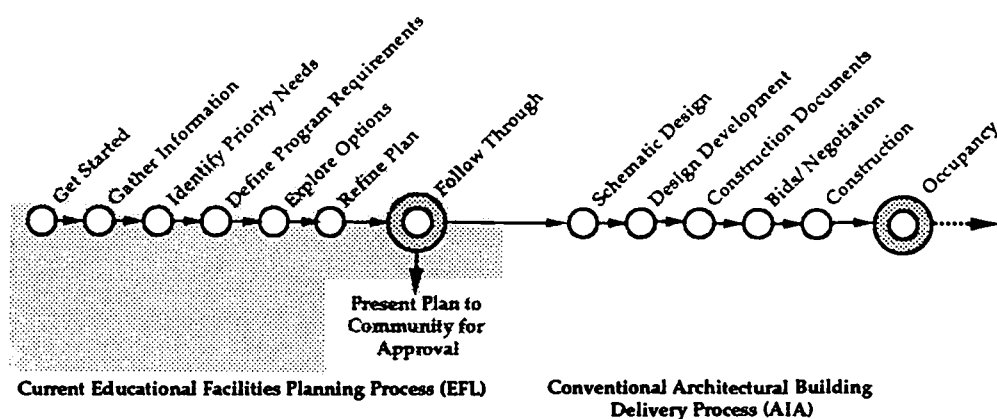 Get Started
Gather Information
Identify Priority Needs
Define Program Requirements
Explore Options
Refine Plan
Follow Through
Schematic Design
Design Development
Construction Documents
Bids/ Negotiation
Construction
Occupancy
Present Plan to
Community for
Approval
Current Educational Facilities Planning Process (EFL)
Conventional Architectural Building
Delivery Process (AIA)